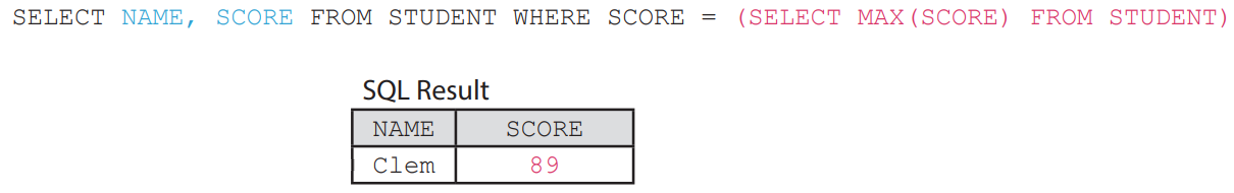 SELECT NAME, SCORE FROM STUDENT WHERE SCORE = (SELECT MAX(SCORE) FROM STUDENT)
SQL Result
NAME SCORE
Clem 89